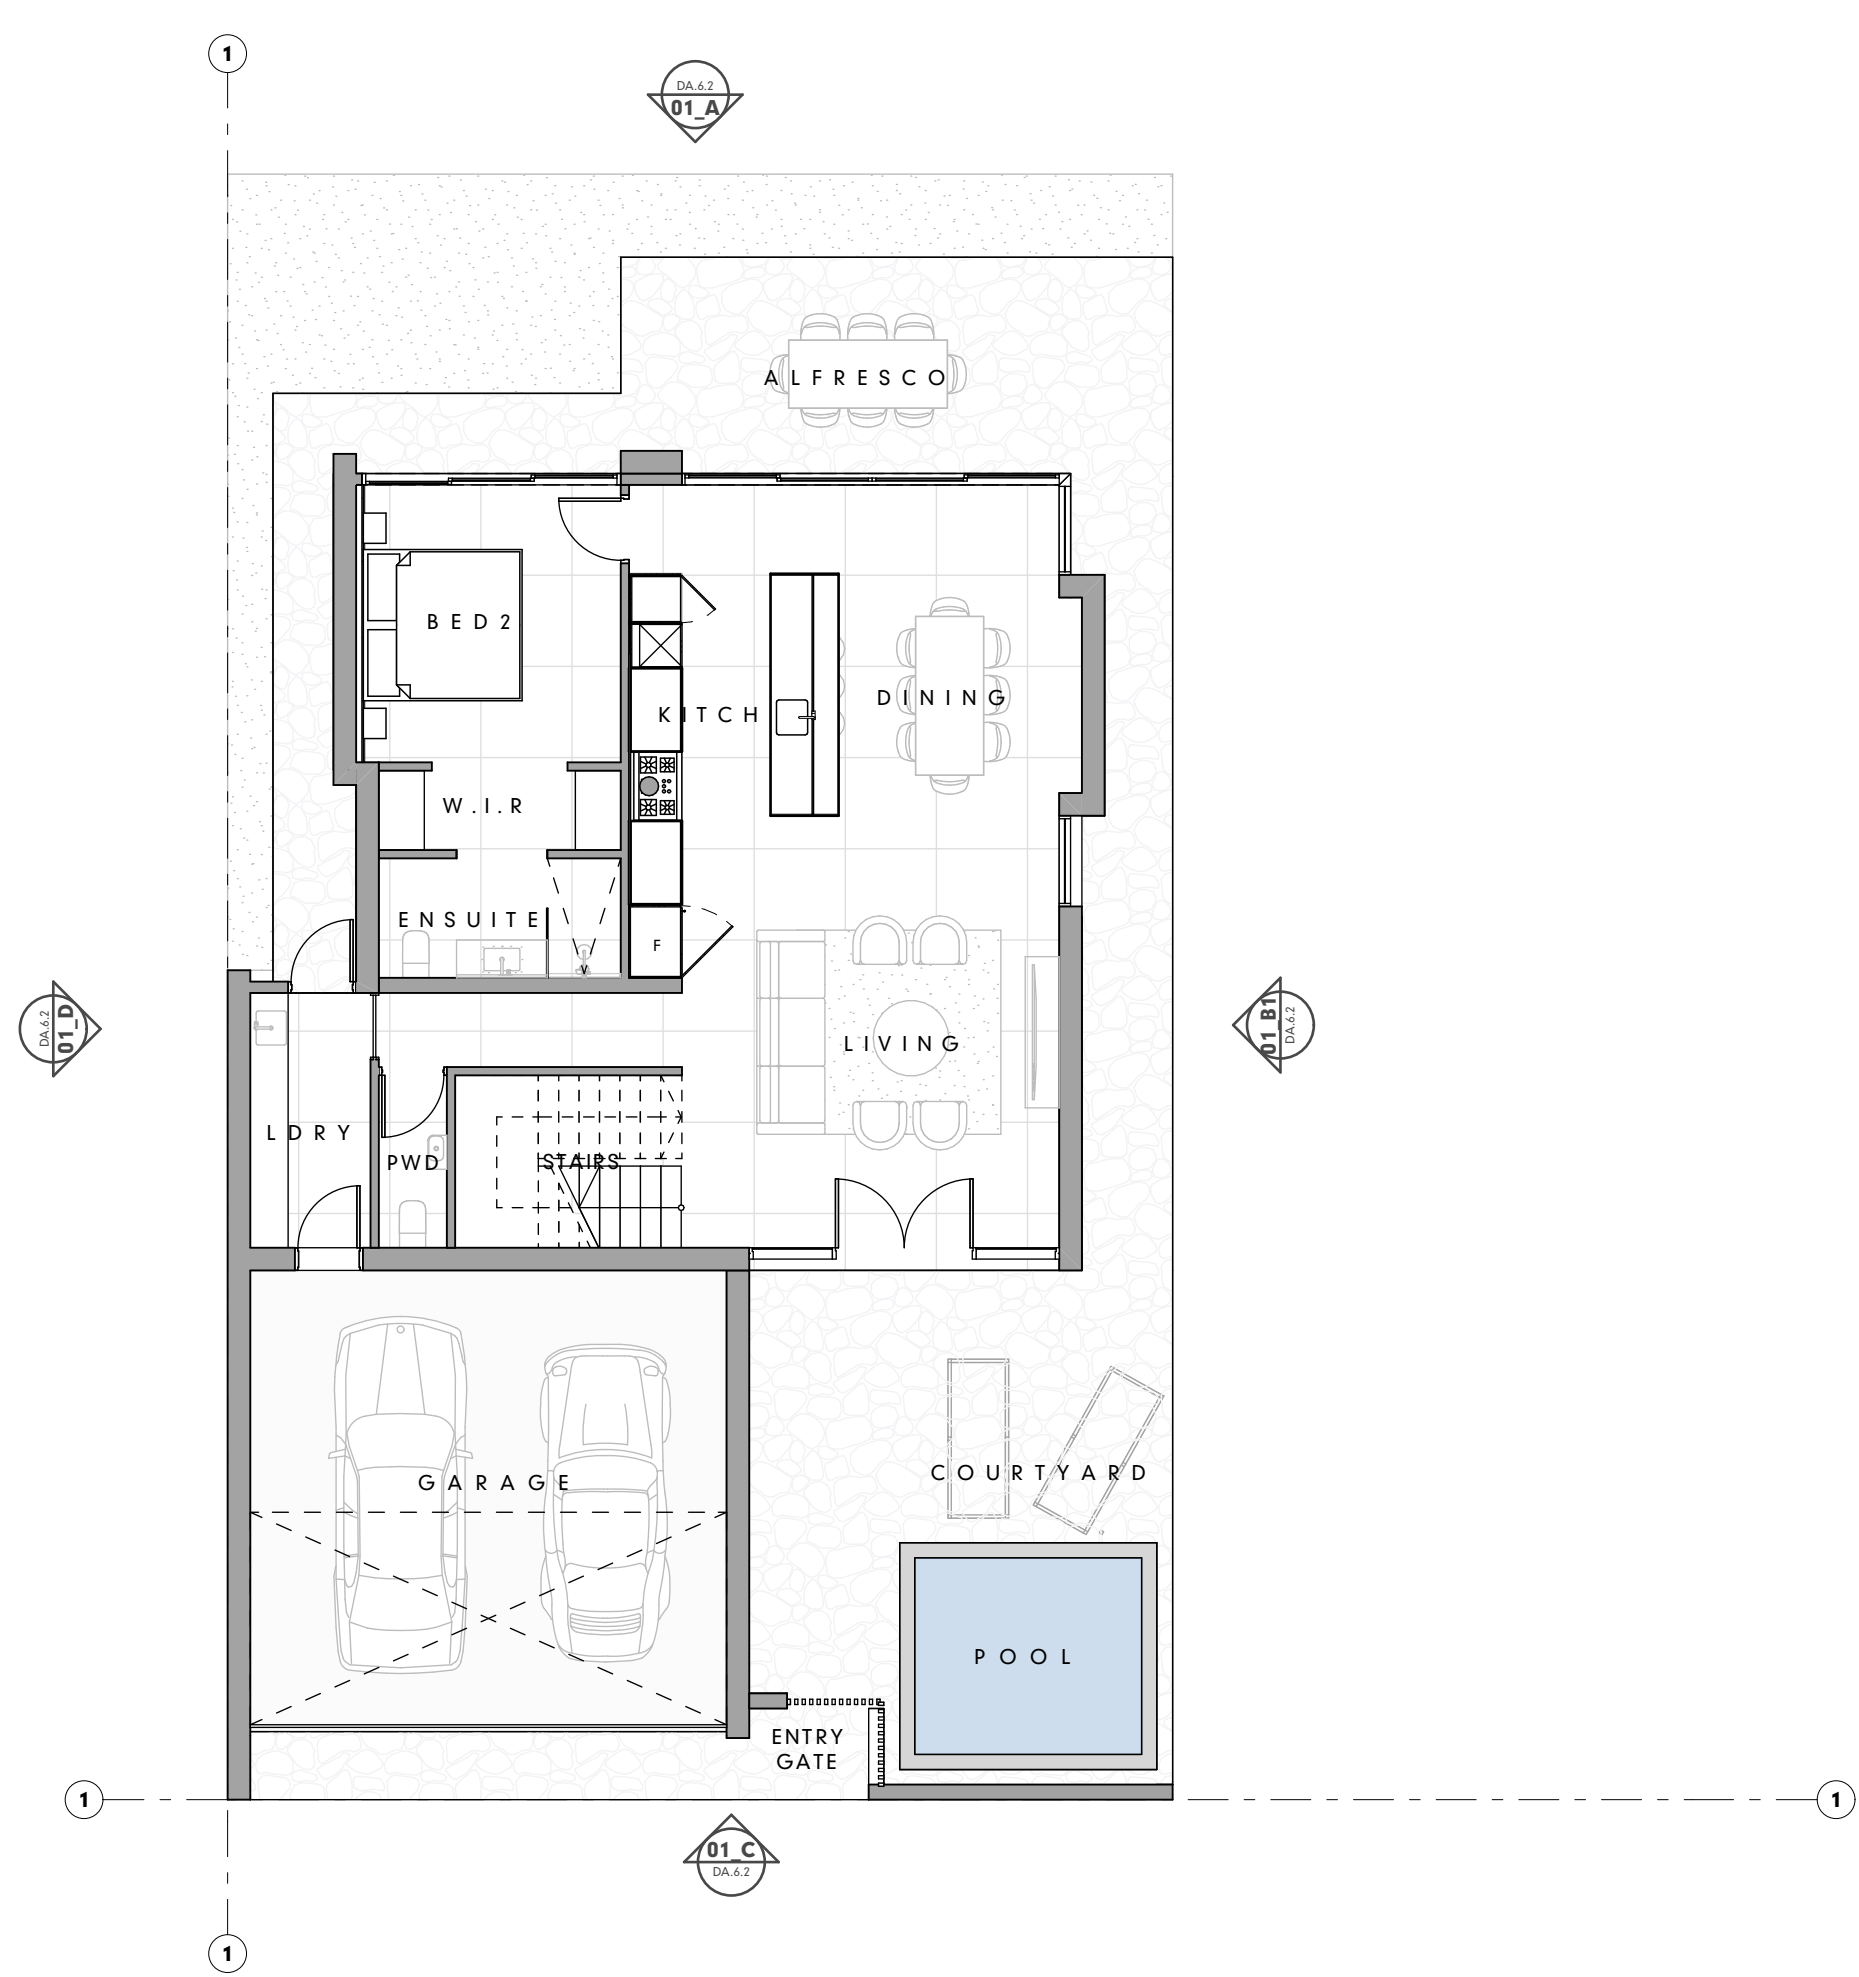 1
DA.6.2
01_A
ALFRESCO
BED2
KITCH
DINING
W.I.R
ENSUITE
F
DA.6.2
01_D
01_B1
DA.6.2
LIVING
LDRY
PWD
STAIRS
GARAGE
COURTYARD
POOL
ENTRY
GATE
1
1
01_C
DA.6.2
1